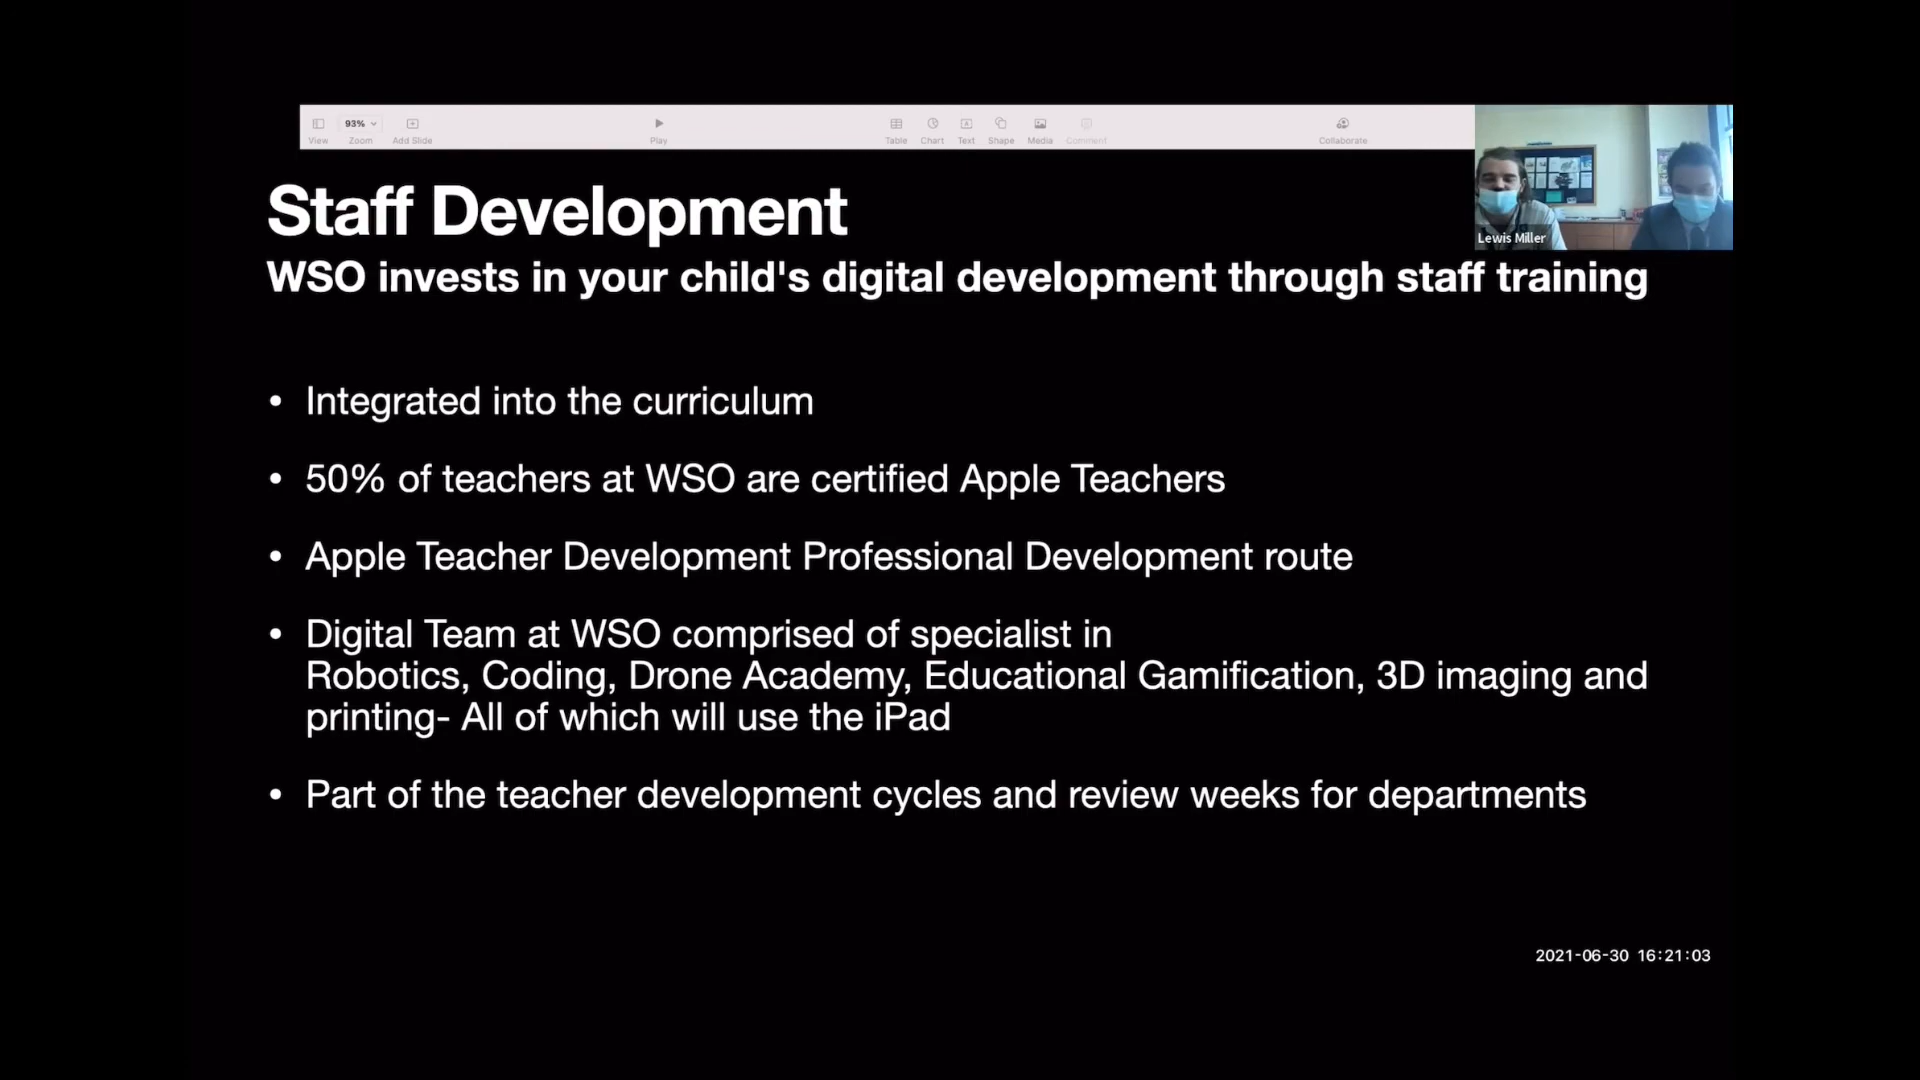 93%
View Zoom Add Slide Play Table Chart Text Shape Media Comment Collaborate
Lewis Miller
Staff Development
WSO invests in your child's digital development through staff training
• Integrated into the curriculum
• 50% of teachers at WSO are certified Apple Teachers
• Apple Teacher Development Professional Development route
• Digital Team at WSO comprised of specialist in
Robotics, Coding, Drone Academy, Educational Gamification, 3D imaging and
printing- All of which will use the iPad
• Part of the teacher development cycles and review weeks for departments
2021-06-30 16:21:03